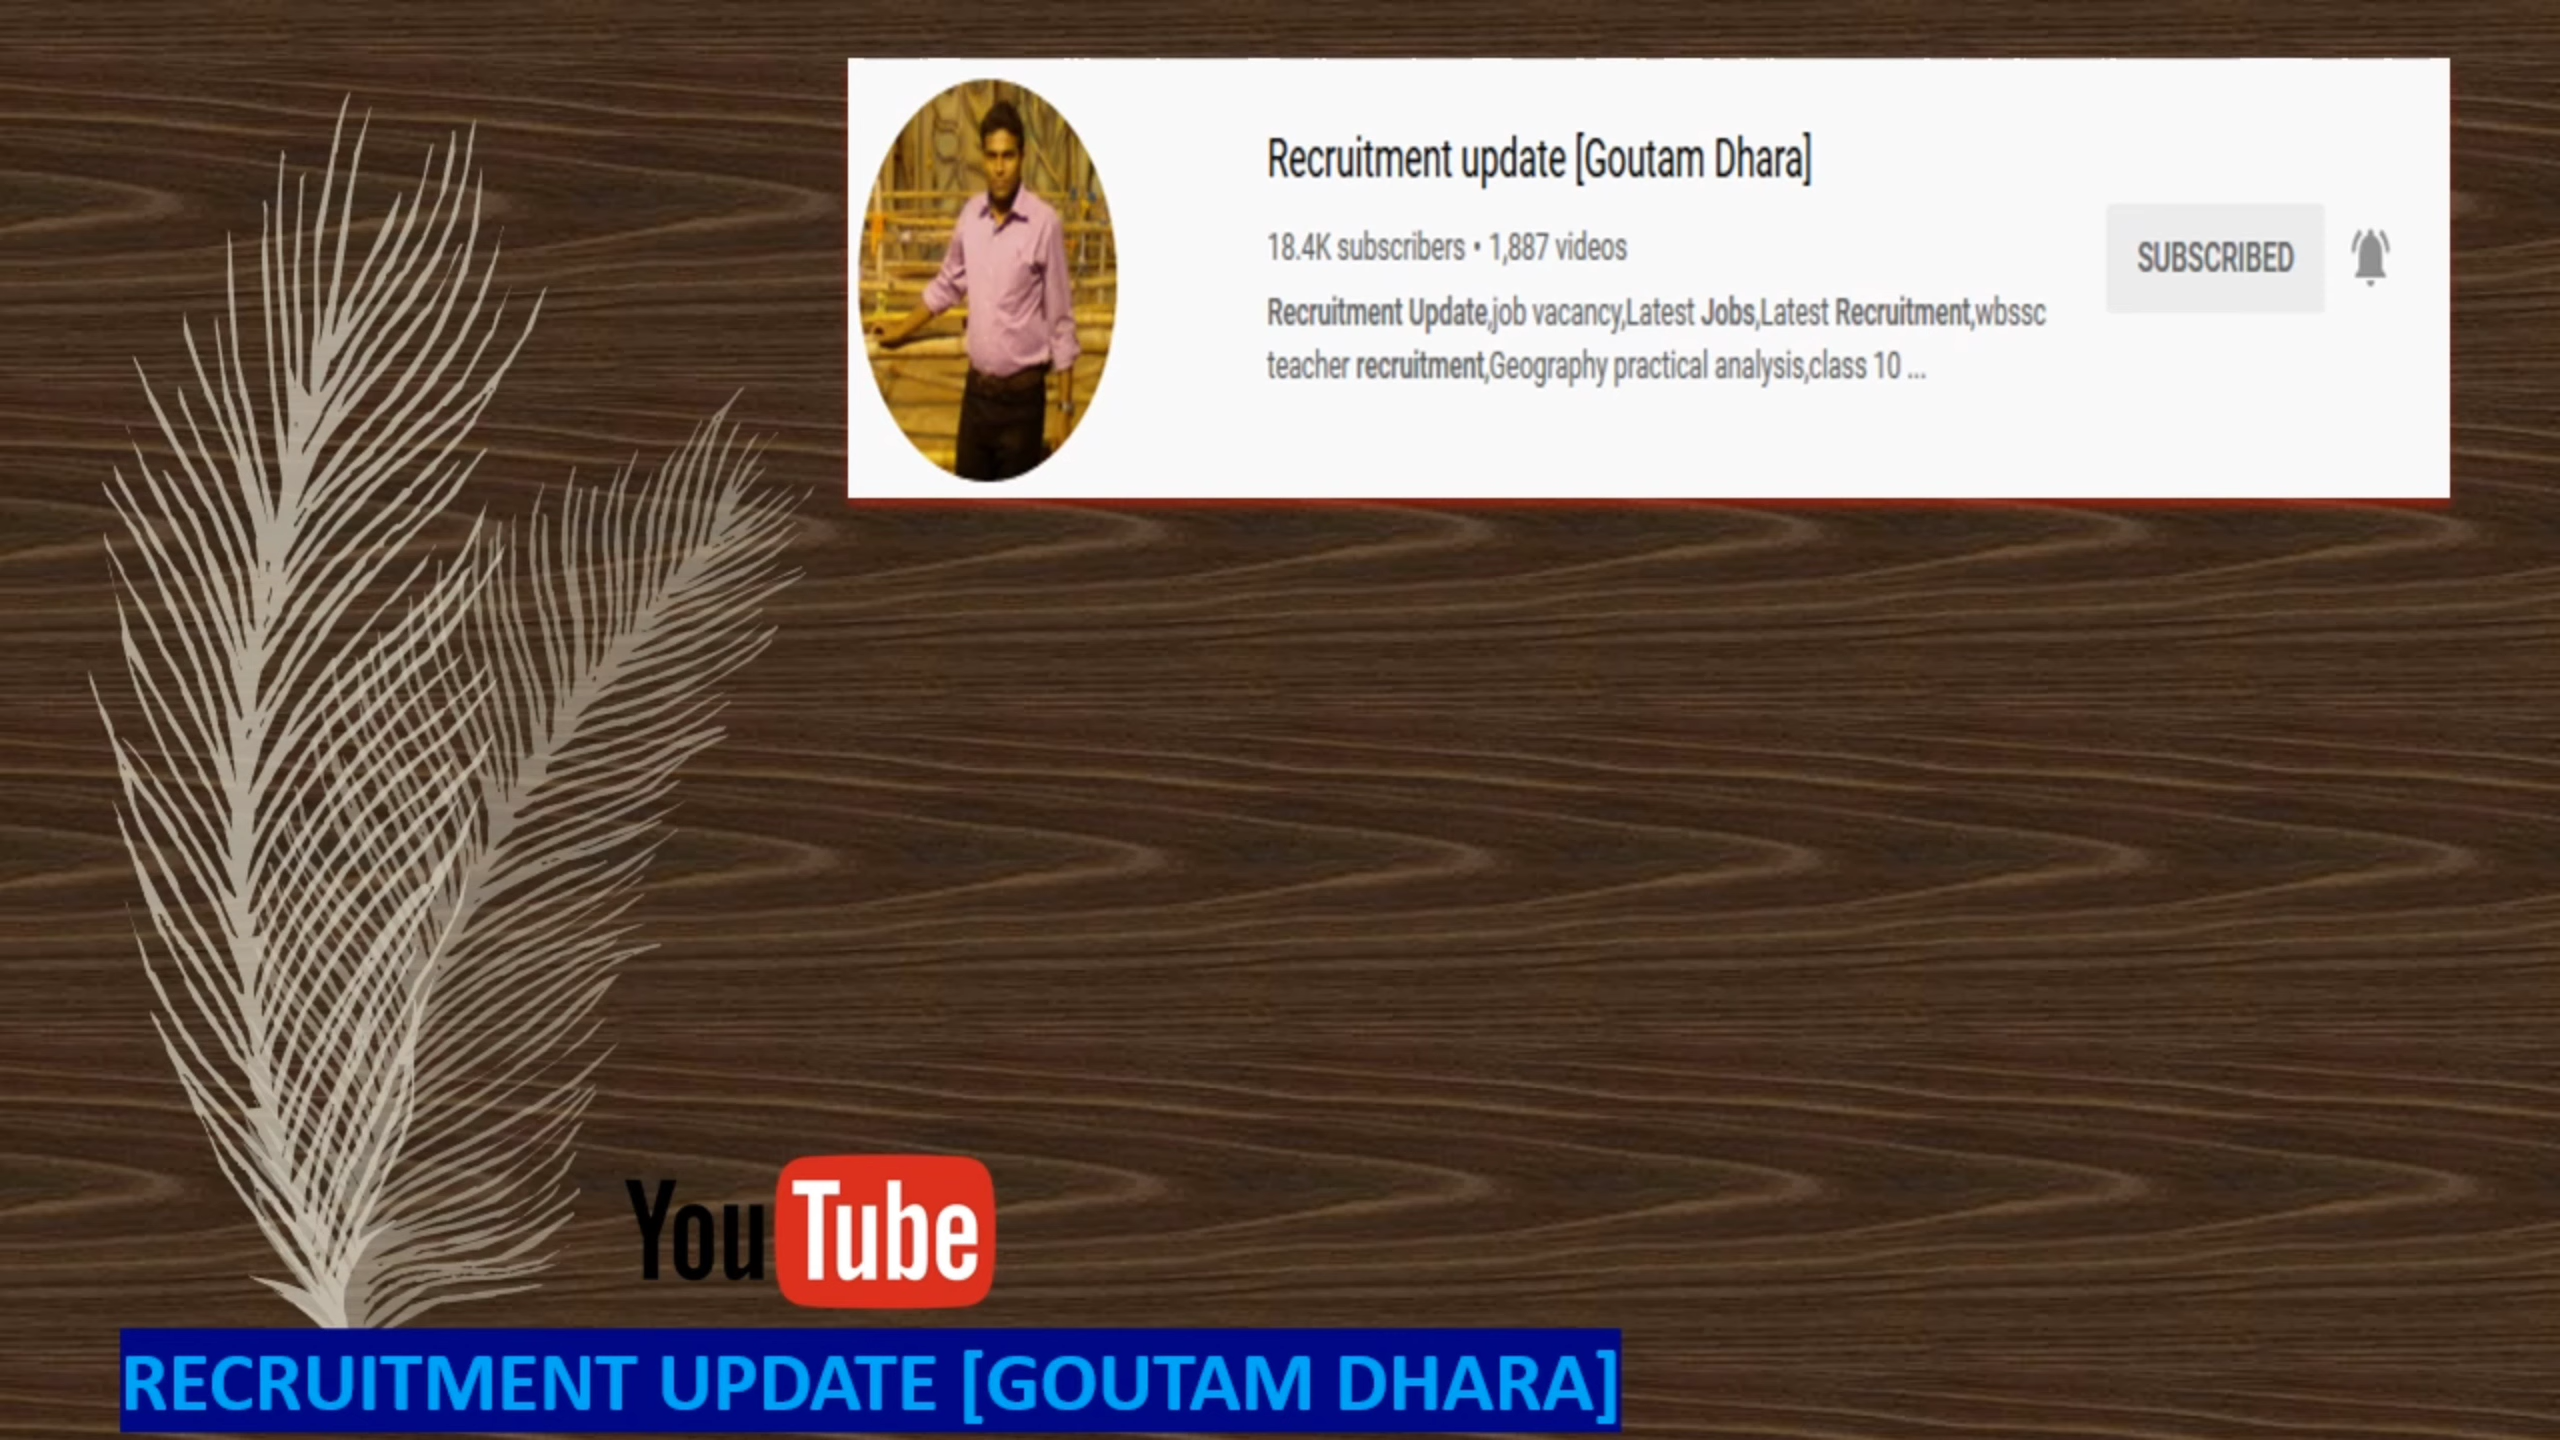 Recruitment update [Goutam Dhara]
18.4K subscribers • 1,887 videos
SUBSCRIBED
Recruitment Update,job vacancy,Latest Jobs,Latest Recruitment,wbssc
teacher recruitment,Geography practical analysis,class 10 ...
YouTube
RECRUITMENT UPDATE [GOUTAM DHARA]